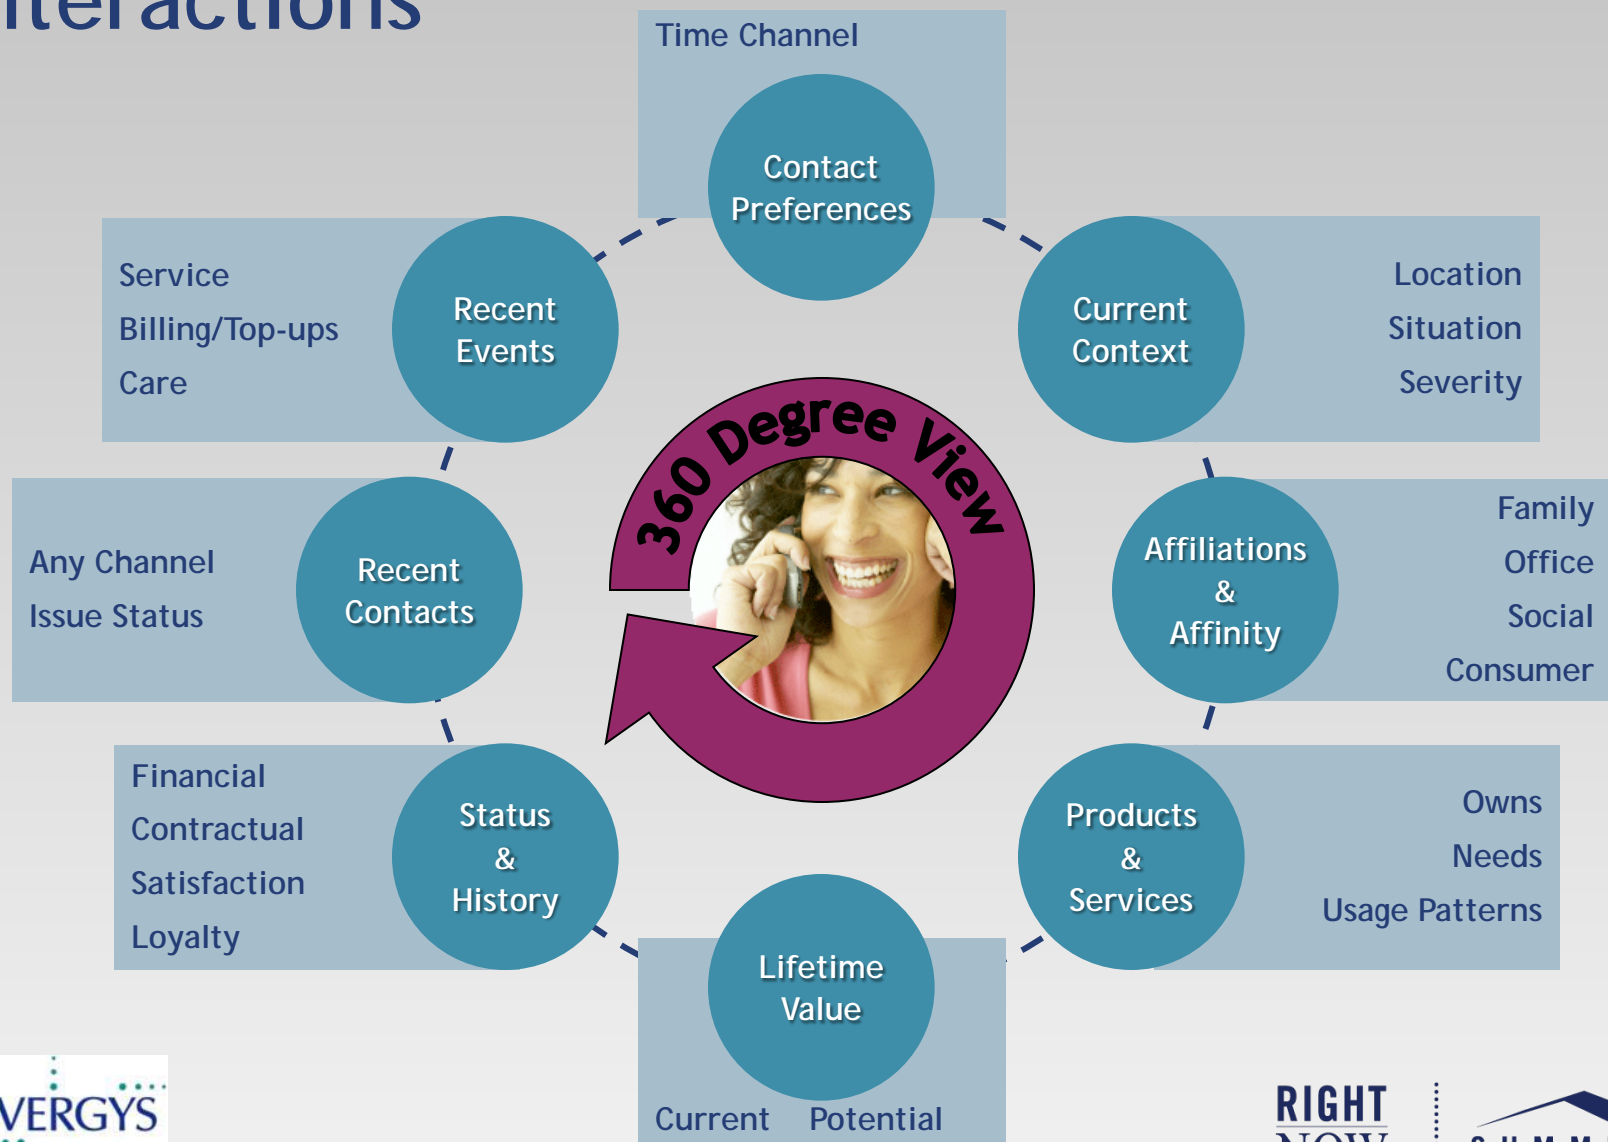 Interactions
Time Channel
Contact
Preferences
Service
Billing/Top-ups
Care
Recent
Events
Current
Context
Location
Situation
Severity
360 Degree View
Any Channel
Issue Status
Recent
Contacts
Affiliations
&
Affinity
Family
Office
Social
Consumer
Financial
Contractual
Satisfaction
Loyalty
Status
&
History
Products
&
Services
Owns
Needs
Usage Patterns
Lifetime
Value
Current Potential
VERGYS
RIGHT
NOW